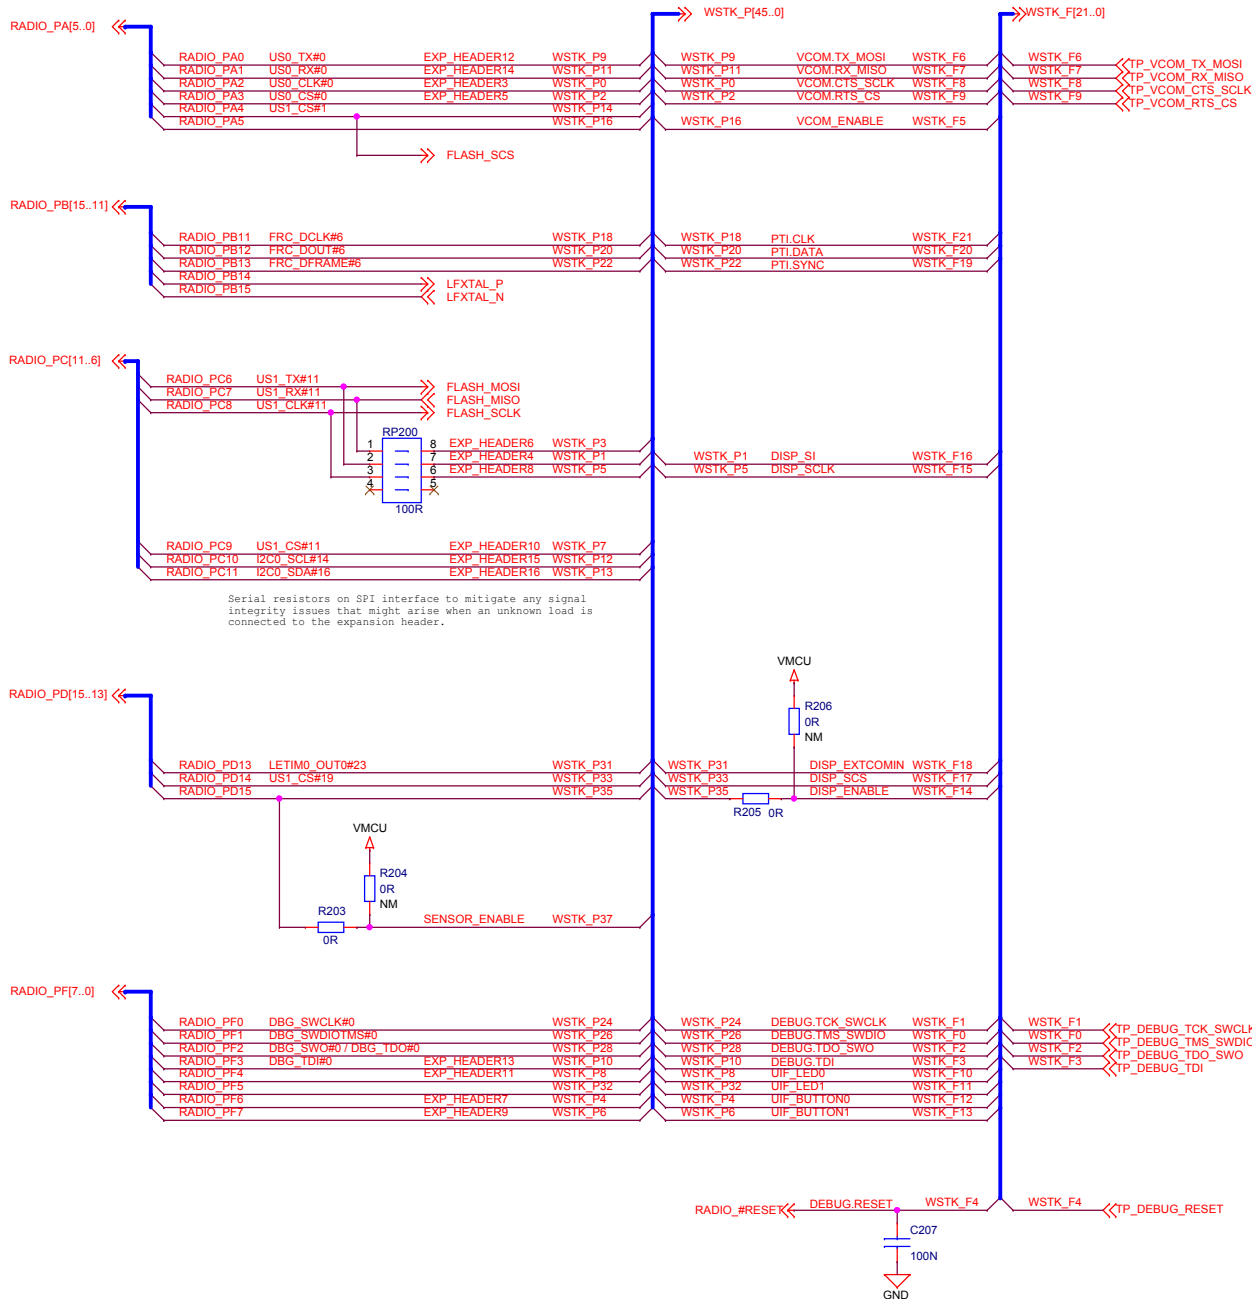 RADIO_PA[5..0]
WSTK_P[45..0]
WSTK_F[21..0]
RADIO_PA0 US0_TX#0 EXP_HEADER12 WSTK_P9 WSTK_P9 VCOM.TX_MOSI WSTK_F6 WSTK_F6 TP_VCOM_TX_MOSI
RADIO_PA1 US0_RX#0 EXP_HEADER14 WSTK_P11 WSTK_P11 VCOM.RX_MISO WSTK_F7 WSTK_F7 TP_VCOM_RX_MISO
RADIO_PA2 US0_CLK#0 EXP_HEADER3 WSTK_P0 WSTK_P0 VCOM.CTS_SCLK WSTK_F8 WSTK_F8 TP_VCOM_CTS_SCLK
RADIO_PA3 US0_CS#0 EXP_HEADER5 WSTK_P2 WSTK_P2 VCOM.RTS_CS WSTK_F9 WSTK_F9 TP_VCOM_RTS_CS
RADIO_PA4 US1_CS#1 WSTK_P14
RADIO_PA5 WSTK_P16 WSTK_P16 VCOM_ENABLE WSTK_F5
FLASH_SCS
RADIO_PB[15..11]
RADIO_PB11 FRC_DCLK#6 WSTK_P18 WSTK_P18 PTI.CLK WSTK_F21
RADIO_PB12 FRC_DOUT#6 WSTK_P20 WSTK_P20 PTI.DATA WSTK_F20
RADIO_PB13 FRC_DFRAME#6 WSTK_P22 WSTK_P22 PTI.SYNC WSTK_F19
RADIO_PB14 LFXTAL_P
RADIO_PB15 LFXTAL_N
RADIO_PC[11..6]
RADIO_PC6 US1_TX#11 FLASH_MOSI
RADIO_PC7 US1_RX#11 FLASH_MISO
RADIO_PC8 US1_CLK#11 FLASH_SCLK
RP200
1 8 EXP_HEADER6 WSTK_P3
2 7 EXP_HEADER4 WSTK_P1 WSTK_P1 DISP_SI WSTK_F16
3 6 EXP_HEADER8 WSTK_P5 WSTK_P5 DISP_SCLK WSTK_F15
4 5
100R
RADIO_PC9 US1_CS#11 EXP_HEADER10 WSTK_P7
RADIO_PC10 I2C0_SCL#14 EXP_HEADER15 WSTK_P12
RADIO_PC11 I2C0_SDA#16 EXP_HEADER16 WSTK_P13
Serial resistors on SPI interface to mitigate any signal
integrity issues that might arise when an unknown load is
connected to the expansion header.
VMCU
RADIO_PD[15..13]
R206
0R
NM
RADIO_PD13 LETIM0_OUT0#23 WSTK_P31 WSTK_P31 DISP_EXTCOMIN WSTK_F18
RADIO_PD14 US1_CS#19 WSTK_P33 WSTK_P33 DISP_SCS WSTK_F17
RADIO_PD15 WSTK_P35 WSTK_P35 DISP_ENABLE WSTK_F14
R205 0R
VMCU
R204
0R
NM
R203
0R
SENSOR_ENABLE WSTK_P37
RADIO_PF[7..0]
RADIO_PF0 DBG_SWCLK#0 WSTK_P24 WSTK_P24 DEBUG.TCK_SWCLK WSTK_F1 WSTK_F1 TP_DEBUG_TCK_SWCLK
RADIO_PF1 DBG_SWDIOTMS#0 WSTK_P26 WSTK_P26 DEBUG.TMS_SWDIO WSTK_F0 WSTK_F0 TP_DEBUG_TMS_SWDIO
RADIO_PF2 DBG_SWO#0 / DBG_TDO#0 WSTK_P28 WSTK_P28 DEBUG.TDO_SWO WSTK_F2 WSTK_F2 TP_DEBUG_TDO_SWO
RADIO_PF3 DBG_TDI#0 EXP_HEADER13 WSTK_P10 WSTK_P10 DEBUG.TDI WSTK_F3 WSTK_F3 TP_DEBUG_TDI
RADIO_PF4 EXP_HEADER11 WSTK_P8 WSTK_P8 UIF_LED0 WSTK_F10
RADIO_PF5 WSTK_P32 WSTK_P32 UIF_LED1 WSTK_F11
RADIO_PF6 EXP_HEADER7 WSTK_P4 WSTK_P4 UIF_BUTTON0 WSTK_F12
RADIO_PF7 EXP_HEADER9 WSTK_P6 WSTK_P6 UIF_BUTTON1 WSTK_F13
RADIO_#RESET DEBUG.RESET WSTK_F4 WSTK_F4 TP_DEBUG_RESET
C207
100N
GND